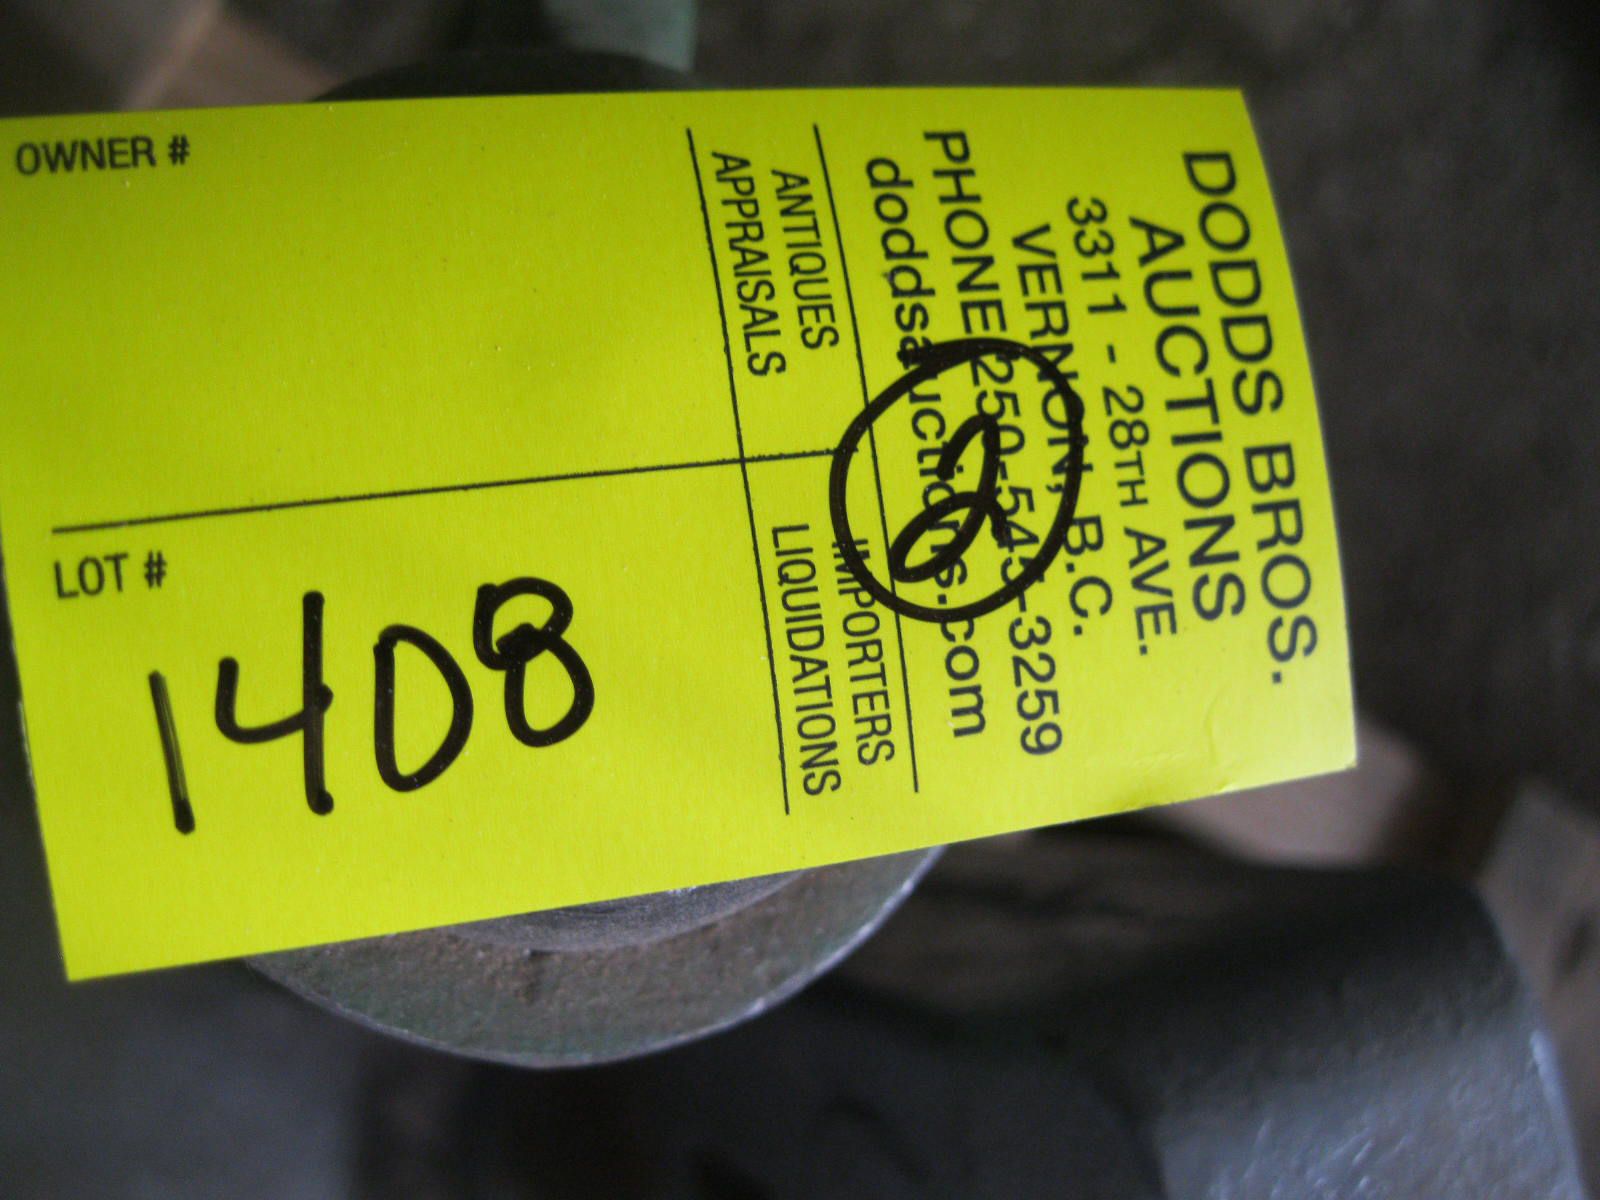 DODDS BROS.
AUCTIONS
3311 - 28TH AVE.
VERNON, B.C.
PHONE 250-545-3259
doddsauctions.com
2
ANTIQUES
APPRAISALS
IMPORTERS
LIQUIDATIONS
OWNER #
LOT #
1408